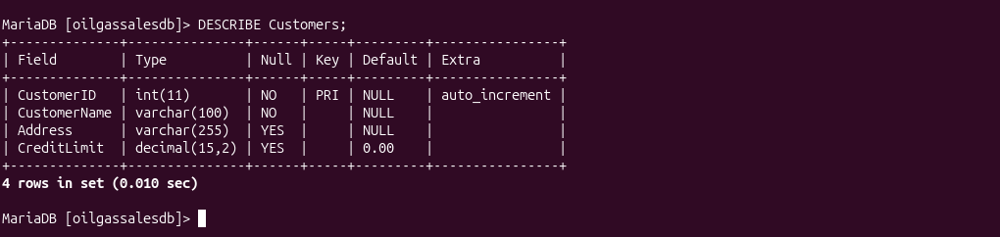 MariaDB [oilgassalesdb]> DESCRIBE Customers;
+--------------+---------------+------+-----+---------+----------------+
| Field        | Type          | Null | Key | Default | Extra          |
+--------------+---------------+------+-----+---------+----------------+
| CustomerID   | int(11)       | NO   | PRI | NULL    | auto_increment |
| CustomerName | varchar(100)  | NO   |     | NULL    |                |
| Address      | varchar(255)  | YES  |     | NULL    |                |
| CreditLimit  | decimal(15,2) | YES  |     | 0.00    |                |
+--------------+---------------+------+-----+---------+----------------+
4 rows in set (0.010 sec)
MariaDB [oilgassalesdb]>